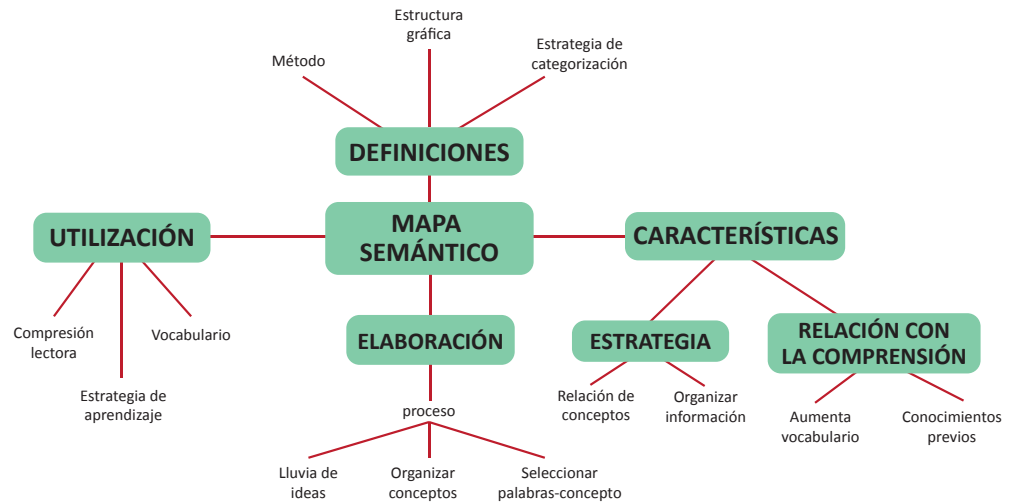 Estructura
gráfica
Método
Estrategia de
categorización
DEFINICIONES
MAPA
SEMÁNTICO
UTILIZACIÓN
Compresión
lectora
Estrategia de
aprendizaje
Vocabulario
ELABORACIÓN
proceso
Lluvia de
ideas
Organizar
conceptos
Seleccionar
palabras-concepto
CARACTERÍSTICAS
ESTRATEGIA
Relación de
conceptos
Organizar
información
RELACIÓN CON
LA COMPRENSIÓN
Aumenta
vocabulario
Conocimientos
previos